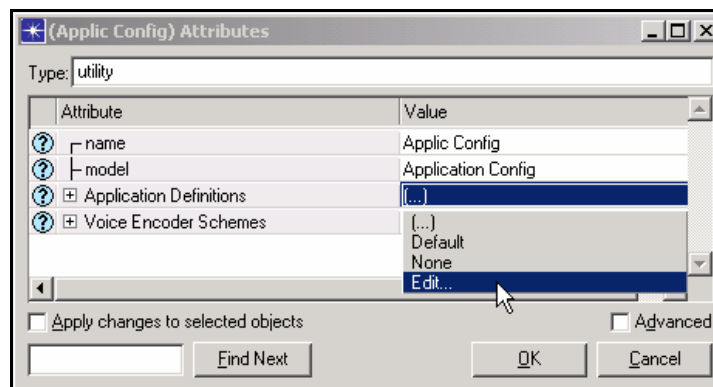 (Applic Config) Attributes
Type: utility
Attribute Value
name Applic Config
model Application Config
Application Definitions (...)
Voice Encoder Schemes (...)
Default
None
Edit...
Apply changes to selected objects Advanced
Find Next OK Cancel